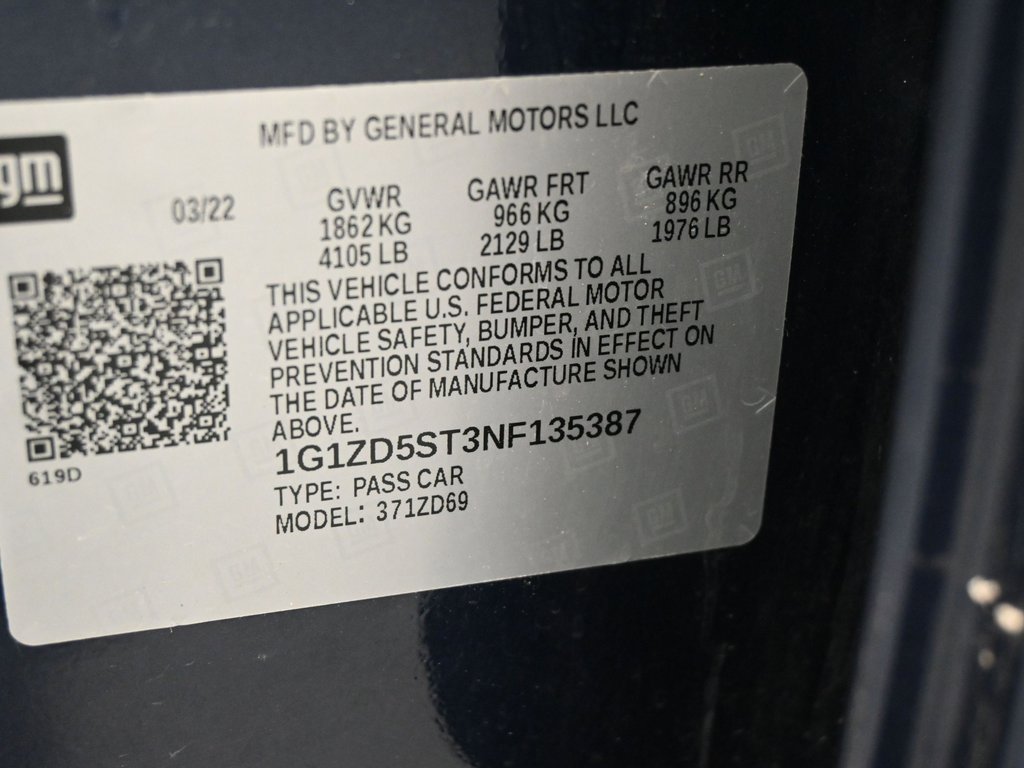 MFD BY GENERAL MOTORS LLC
gm
03/22
GVWR
1862 KG
4105 LB
GAWR FRT
966 KG
2129 LB
GAWR RR
896 KG
1976 LB
THIS VEHICLE CONFORMS TO ALL
APPLICABLE U.S. FEDERAL MOTOR
VEHICLE SAFETY, BUMPER, AND THEFT
PREVENTION STANDARDS IN EFFECT ON
THE DATE OF MANUFACTURE SHOWN
ABOVE.
1G1ZD5ST3NF135387
TYPE: PASS CAR
MODEL: 371ZD69
619D